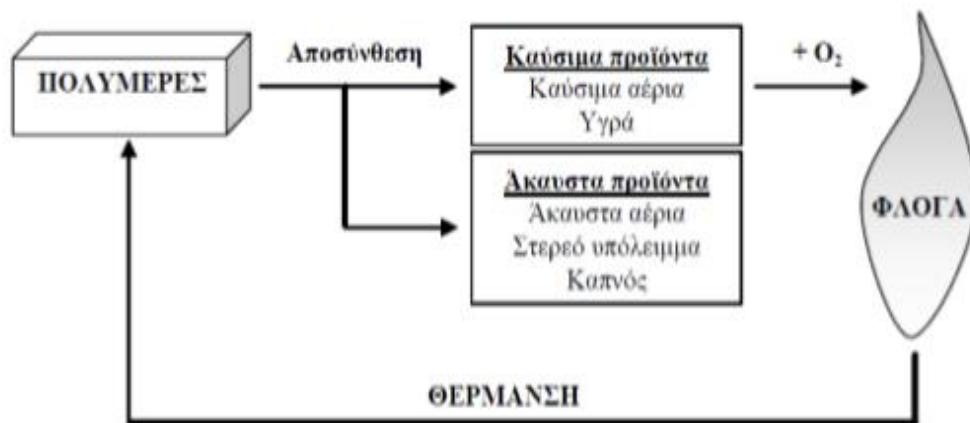 ΠΟΛΥΜΕΡΕΣ
Αποσύνθεση
Καύσιμα προϊόντα
Καύσιμα αέρια
Υγρά
+ O₂
Άκαυστα προϊόντα
Άκαυστα αέρια
Στερεό υπόλειμμα
Καπνός
ΦΛΟΓΑ
ΘΕΡΜΑΝΣΗ